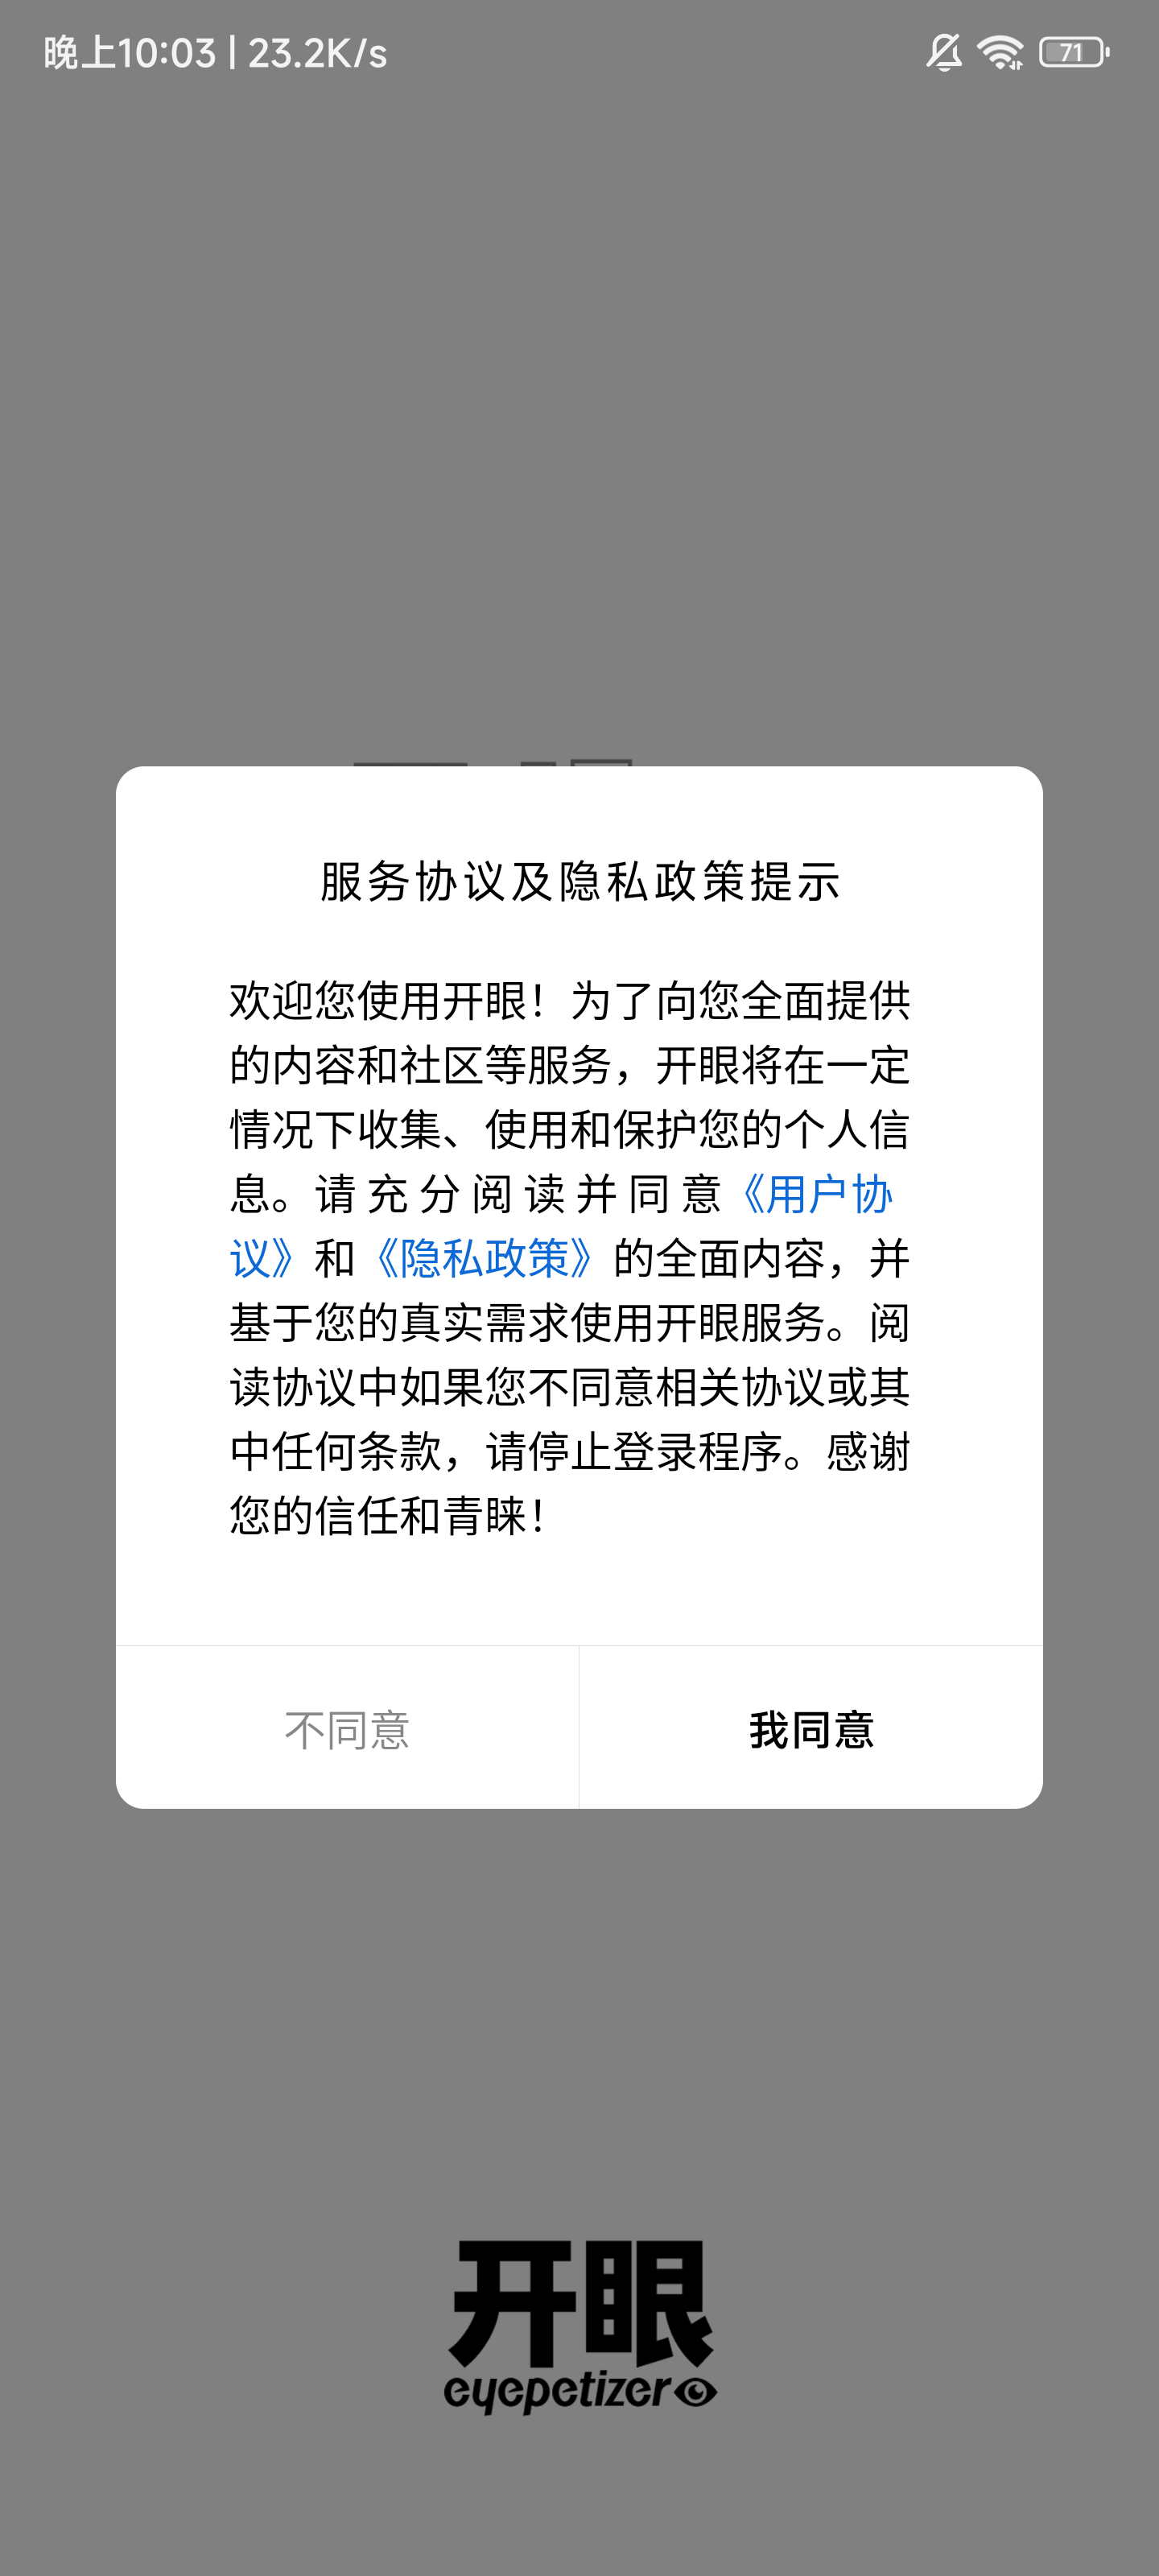 晚上10:03 | 23.2K/s
71
服务协议及隐私政策提示
欢迎您使用开眼！为了向您全面提供
的内容和社区等服务，开眼将在一定
情况下收集、使用和保护您的个人信
息。请充分阅读并同意《用户协
议》和《隐私政策》的全面内容，并
基于您的真实需求使用开眼服务。阅
读协议中如果您不同意相关协议或其
中任何条款，请停止登录程序。感谢
您的信任和青睐！
不同意
我同意
开眼
eyepetizer